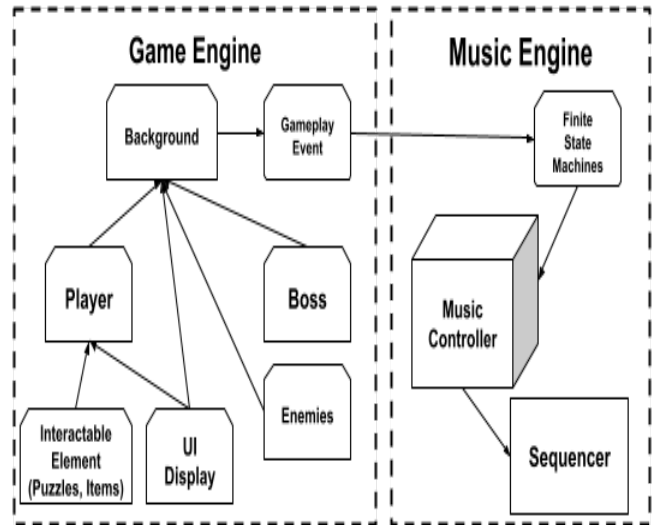 Game Engine
Background
Gameplay
Event
Player
Boss
Interactable
Element
(Puzzles, Items)
UI
Display
Enemies
Music Engine
Finite
State
Machines
Music
Controller
Sequencer